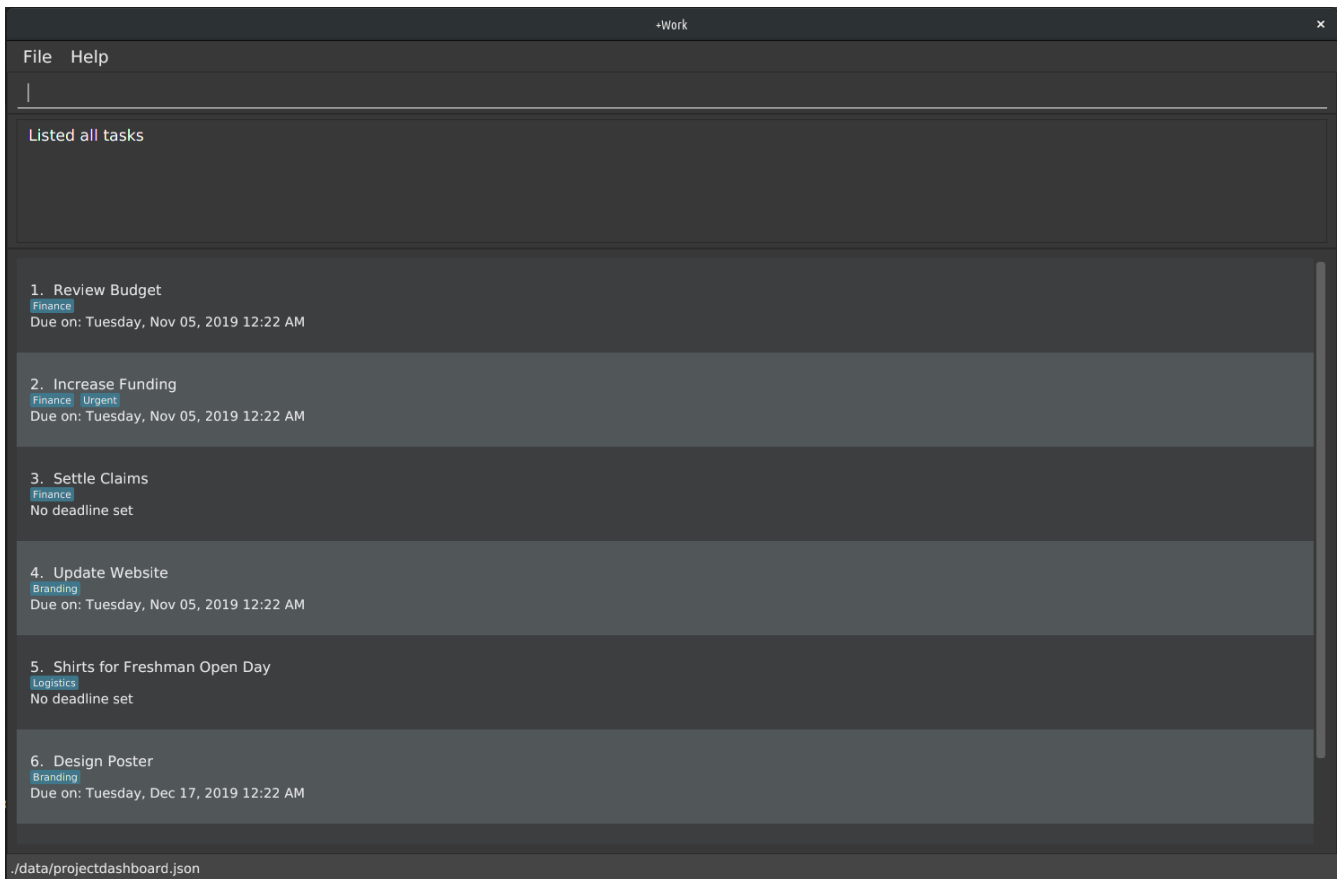 +Work
×
File Help
Listed all tasks
1. Review Budget
Finance
Due on: Tuesday, Nov 05, 2019 12:22 AM
2. Increase Funding
Finance Urgent
Due on: Tuesday, Nov 05, 2019 12:22 AM
3. Settle Claims
Finance
No deadline set
4. Update Website
Branding
Due on: Tuesday, Nov 05, 2019 12:22 AM
5. Shirts for Freshman Open Day
Logistics
No deadline set
6. Design Poster
Branding
Due on: Tuesday, Dec 17, 2019 12:22 AM
./data/projectdashboard.json